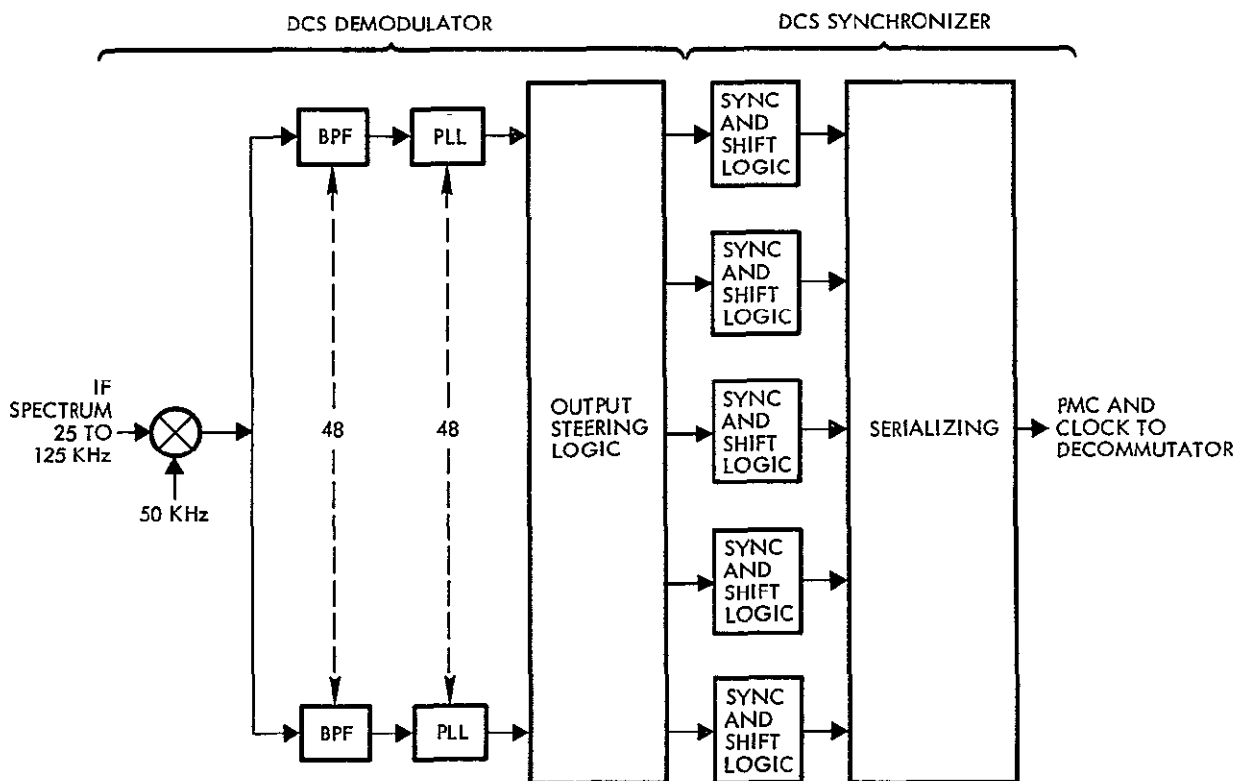 DCS DEMODULATOR
DCS SYNCHRONIZER
BPF
PLL
SYNC
AND
SHIFT
LOGIC
SYNC
AND
SHIFT
LOGIC
IF
SPECTRUM
25 TO
125 KHz
50 KHz
48
48
OUTPUT
STEERING
LOGIC
SYNC
AND
SHIFT
LOGIC
SERIALIZING
PMC AND
CLOCK TO
DECOMMUTATOR
SYNC
AND
SHIFT
LOGIC
BPF
PLL
SYNC
AND
SHIFT
LOGIC